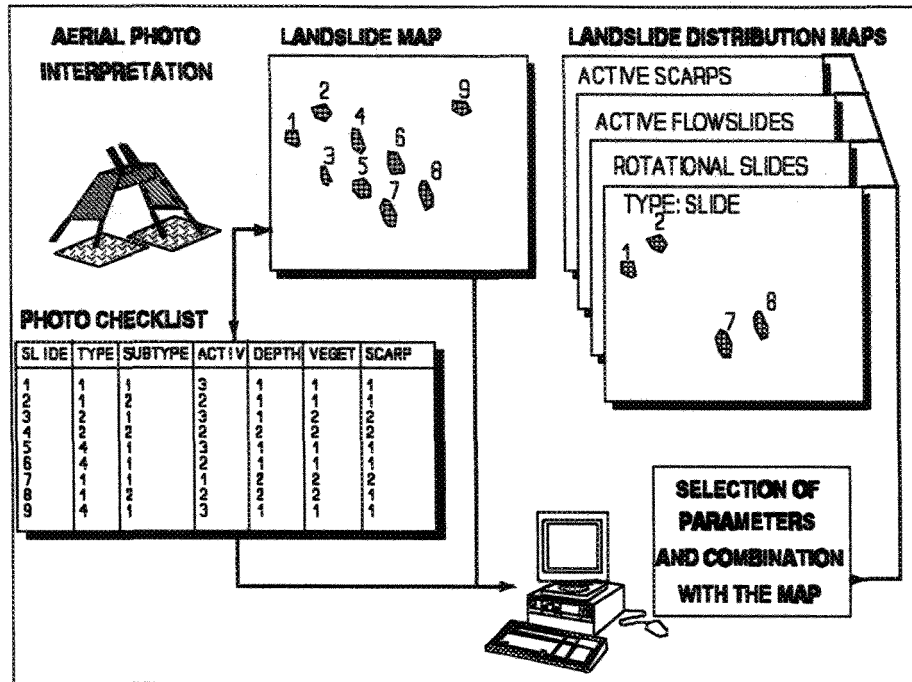 AERIAL PHOTO
INTERPRETATION
LANDSLIDE MAP
1
2
3
4
5
6
7
8
9
LANDSLIDE DISTRIBUTION MAPS
ACTIVE SCARPS
ACTIVE FLOWSLIDES
ROTATIONAL SLIDES
TYPE: SLIDE
1
2
7
8
PHOTO CHECKLIST
SLIDE TYPE SUBTYPE ACTIV DEPTH VEGET SCARP
1 1 1 3 1 1 1
2 1 2 2 1 1 1
3 2 1 3 1 2 2
4 2 2 2 2 2 2
5 4 1 3 1 1 1
6 4 1 2 1 1 1
7 1 1 1 2 2 2
8 1 2 2 2 2 1
9 4 1 3 1 1 1
SELECTION OF
PARAMETERS
AND COMBINATION
WITH THE MAP